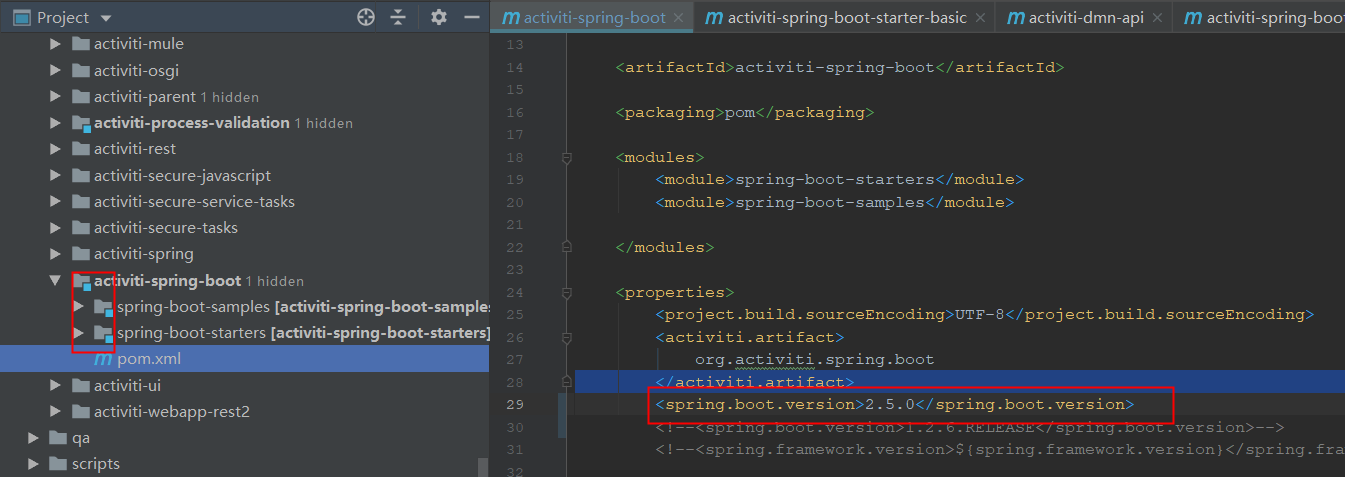 Project
activiti-mule
activiti-osgi
activiti-parent 1 hidden
activiti-process-validation 1 hidden
activiti-rest
activiti-secure-javascript
activiti-secure-service-tasks
activiti-secure-tasks
activiti-spring
activiti-spring-boot 1 hidden
spring-boot-samples [activiti-spring-boot-samples
spring-boot-starters [activiti-spring-boot-starters]
m pom.xml
activiti-ui
activiti-webapp-rest2
qa
scripts
m activiti-spring-boot × m activiti-spring-boot-starter-basic × m activiti-dmn-api × m activiti-spring-boot
13
14 <artifactId>activiti-spring-boot</artifactId>
15
16 <packaging>pom</packaging>
17
18 <modules>
19 <module>spring-boot-starters</module>
20 <module>spring-boot-samples</module>
21
22 </modules>
23
24 <properties>
25 <project.build.sourceEncoding>UTF-8</project.build.sourceEncoding>
26 <activiti.artifact>
27 org.activiti.spring.boot
28 </activiti.artifact>
29 <spring.boot.version>2.5.0</spring.boot.version>
30 <!--<spring.boot.version>1.2.6.RELEASE</spring.boot.version>-->
31 <!--<spring.framework.version>${spring.framework.version}</spring.fra
32